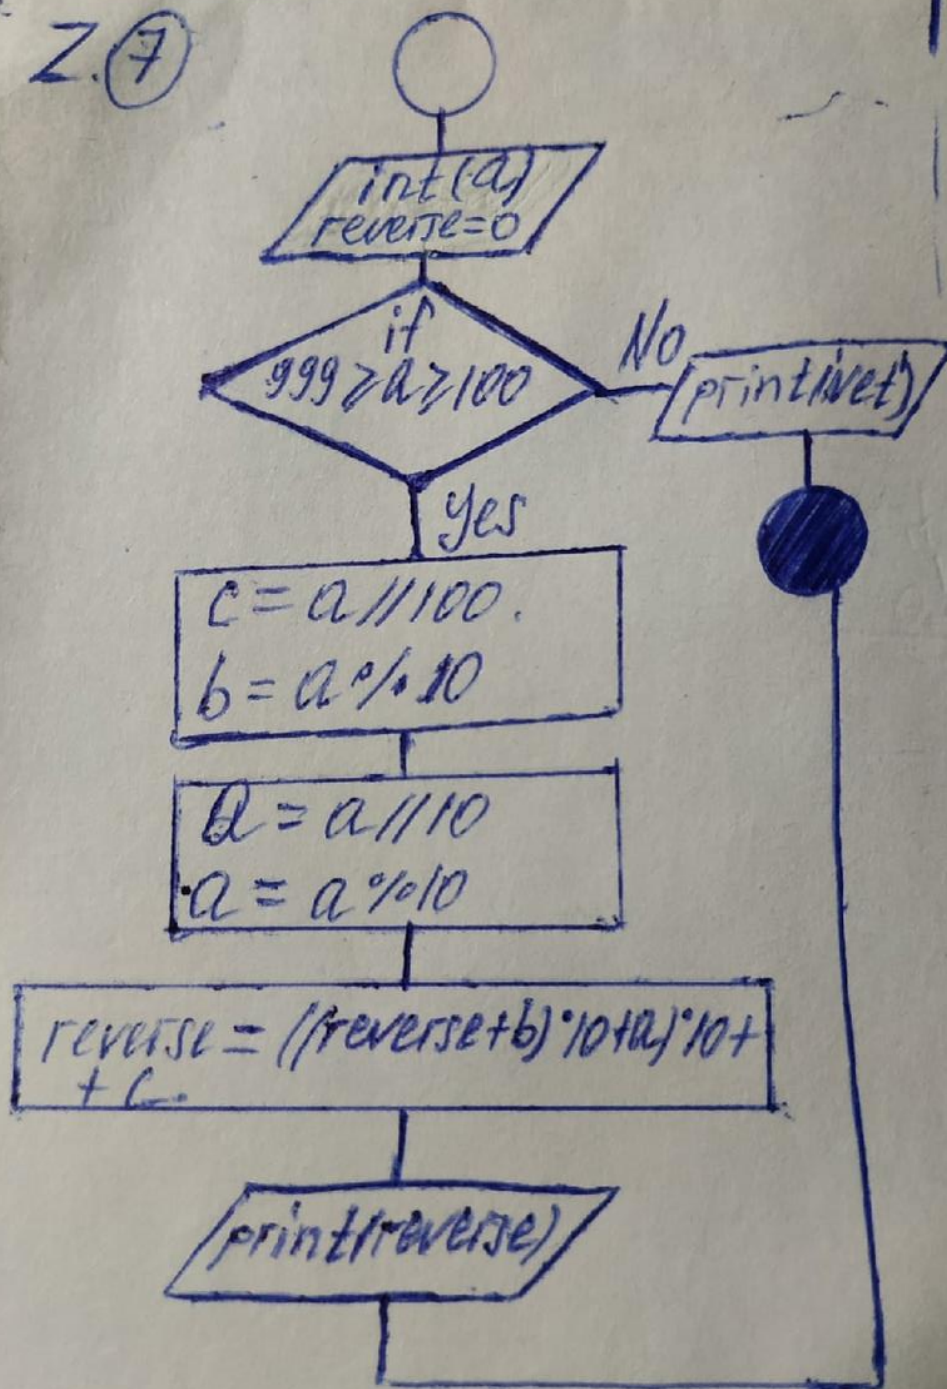 Z. 7
int(a)
reverse=0
if
999≥a≥100
No
print(net)
yes
c = a//100.
b = a%10
a = a//10
a = a%10
reverse = ((reverse+b)*10+a)*10+
+ c.
print(reverse)